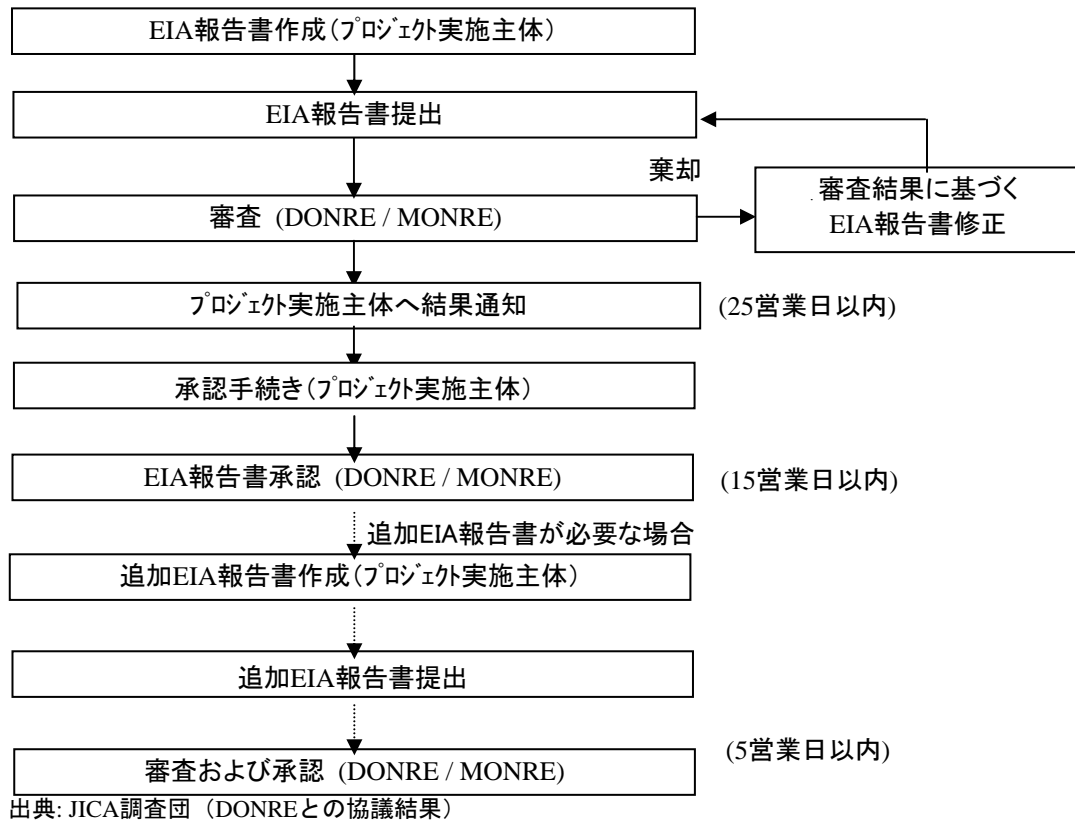 EIA報告書作成(ﾌﾟﾛｼﾞｪｸﾄ実施主体)
EIA報告書提出
棄却
審査結果に基づく
EIA報告書修正
審査 (DONRE / MONRE)
ﾌﾟﾛｼﾞｪｸﾄ実施主体へ結果通知
(25営業日以内)
承認手続き(ﾌﾟﾛｼﾞｪｸﾄ実施主体)
EIA報告書承認 (DONRE / MONRE)
(15営業日以内)
追加EIA報告書が必要な場合
追加EIA報告書作成(ﾌﾟﾛｼﾞｪｸﾄ実施主体)
追加EIA報告書提出
(5営業日以内)
審査および承認 (DONRE / MONRE)
出典: JICA調査団（DONREとの協議結果）